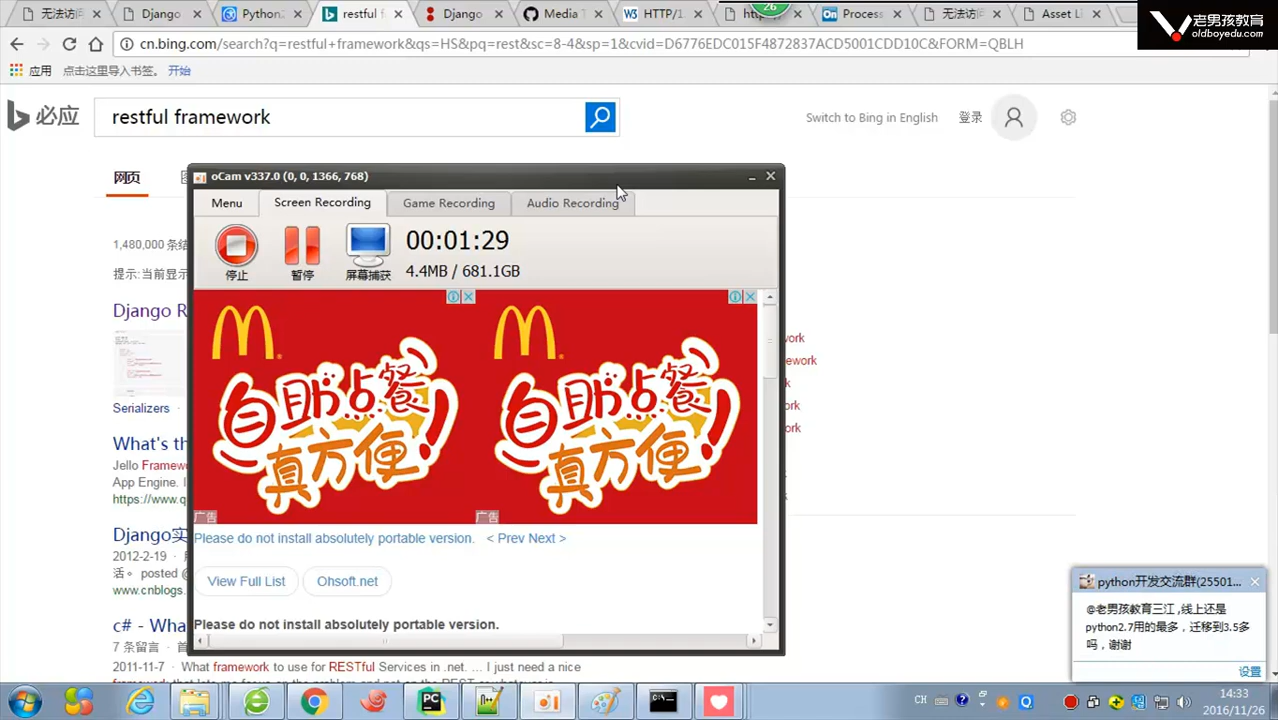 无法访i
Django
Python2
restful f
Django
Media T
HTTP/1.
http
26
Process
无法访问
Asset Li
老男孩教育
oldboyedu.com
cn.bing.com/search?q=restful+framework&qs=HS&
=1&cvid=D6776EDC015F4872837ACD5001CDD10C&FORM=QBLH
应用 点击这里导入书签。 开始
必应
restful framework
Switch to Bing in English 登录
网页
oCam v337.0 (0, 0, 1366, 768)
Menu Screen Recording Game Recording Audio Recording
00:01:29
4.4MB / 681.1GB
停止 暂停 屏幕捕获
1,480,000 条结
提示:当前显示
Django R
Serializers
What's th
Jello Framew
App Engine. I
https://www.q
Django实
2012-2-19
活。 posted @
www.cnblogs.
c# - Wha
7 条留言
2011-11-7 · What framework to use for RESTful Services in .net. ... I just need a nice
自助点餐
真方便!
广告
自助点餐
真方便!
广告
Please do not install absolutely portable version. < Prev Next >
View Full List Ohsoft.net
Please do not install absolutely portable version.
ork
ework
k
ork
ork
python开发交流群(25501...
@老男孩教育三江 ,线上还是
python2.7用的最多，迁移到3.5多
吗，谢谢
设置
CH
14:33
2016/11/26